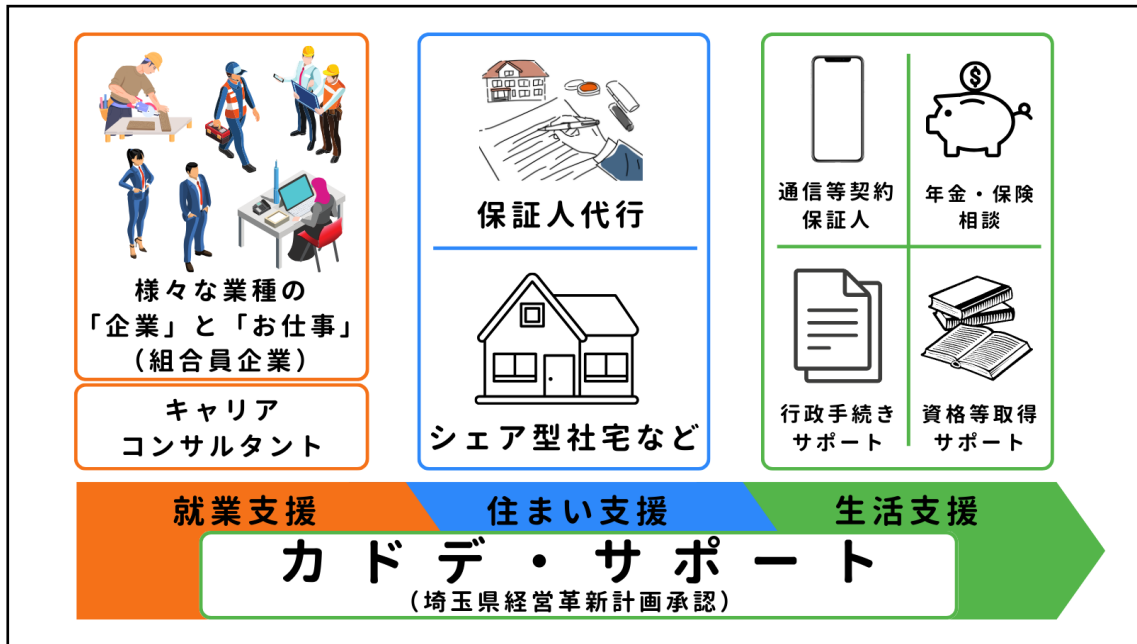 様々な業種の
「企業」と「お仕事」
（組合員企業）
キャリア
コンサルタント
保証人代行
シェア型社宅など
通信等契約
保証人
年金・保険
相談
行政手続き
サポート
資格等取得
サポート
就業支援
住まい支援
生活支援
カドデ・サポート
（埼玉県経営革新計画承認）